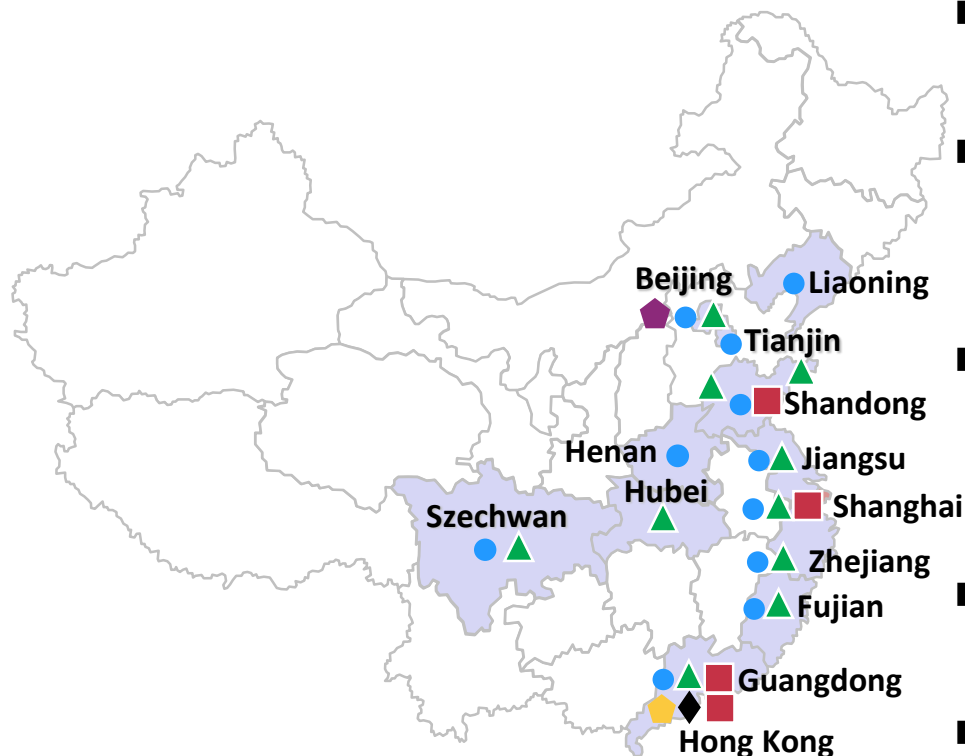 Beijing
Liaoning
Tianjin
Shandong
Henan
Jiangsu
Hubei
Shanghai
Szechwan
Zhejiang
Fujian
Guangdong
Hong Kong